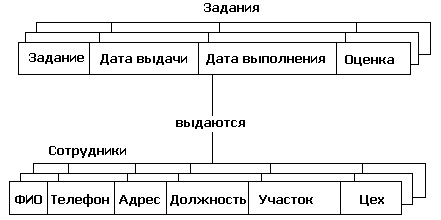 Задания
Задание Дата выдачи Дата выполнения Оценка
выдаются
Сотрудники
ФИО Телефон Адрес Должность Участок Цех